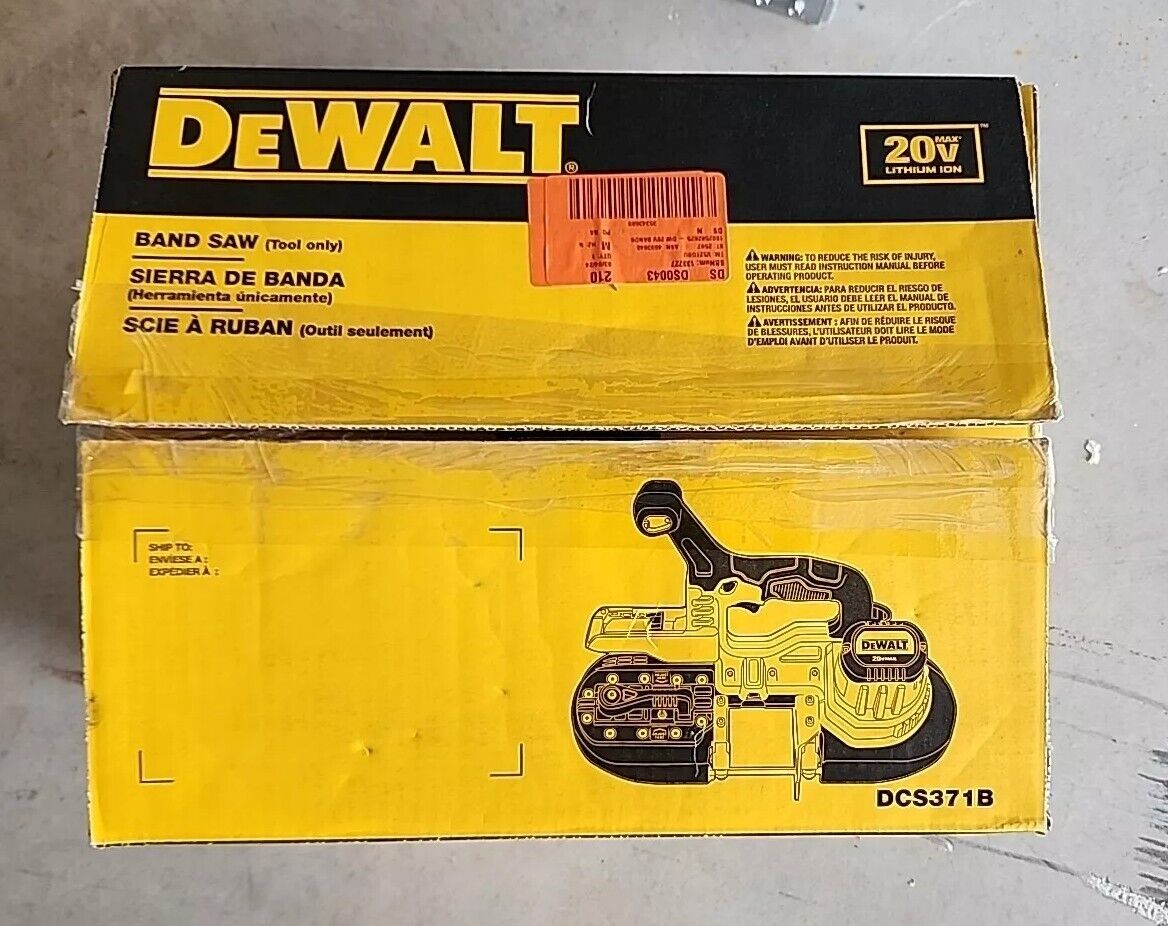 DEWALT®
20V MAX* ™
LITHIUM ION
BAND SAW (Tool only)
SIERRA DE BANDA
(Herramienta únicamente)
SCIE À RUBAN (Outil seulement)
WARNING: TO REDUCE THE RISK OF INJURY,
USER MUST READ INSTRUCTION MANUAL BEFORE
OPERATING PRODUCT.
ADVERTENCIA: PARA REDUCIR EL RIESGO DE
LESIONES, EL USUARIO DEBE LEER EL MANUAL DE
INSTRUCCIONES ANTES DE UTILIZAR EL PRODUCTO.
AVERTISSEMENT : AFIN DE RÉDUIRE LE RISQUE
DE BLESSURES, L'UTILISATEUR DOIT LIRE LE MODE
D'EMPLOI AVANT D'UTILISER LE PRODUIT.
DS DS0043
210
QTY: 1
M
SHIP TO:
ENVÍESE A :
EXPÉDIER À :
DEWALT
20V MAX
DCS371B